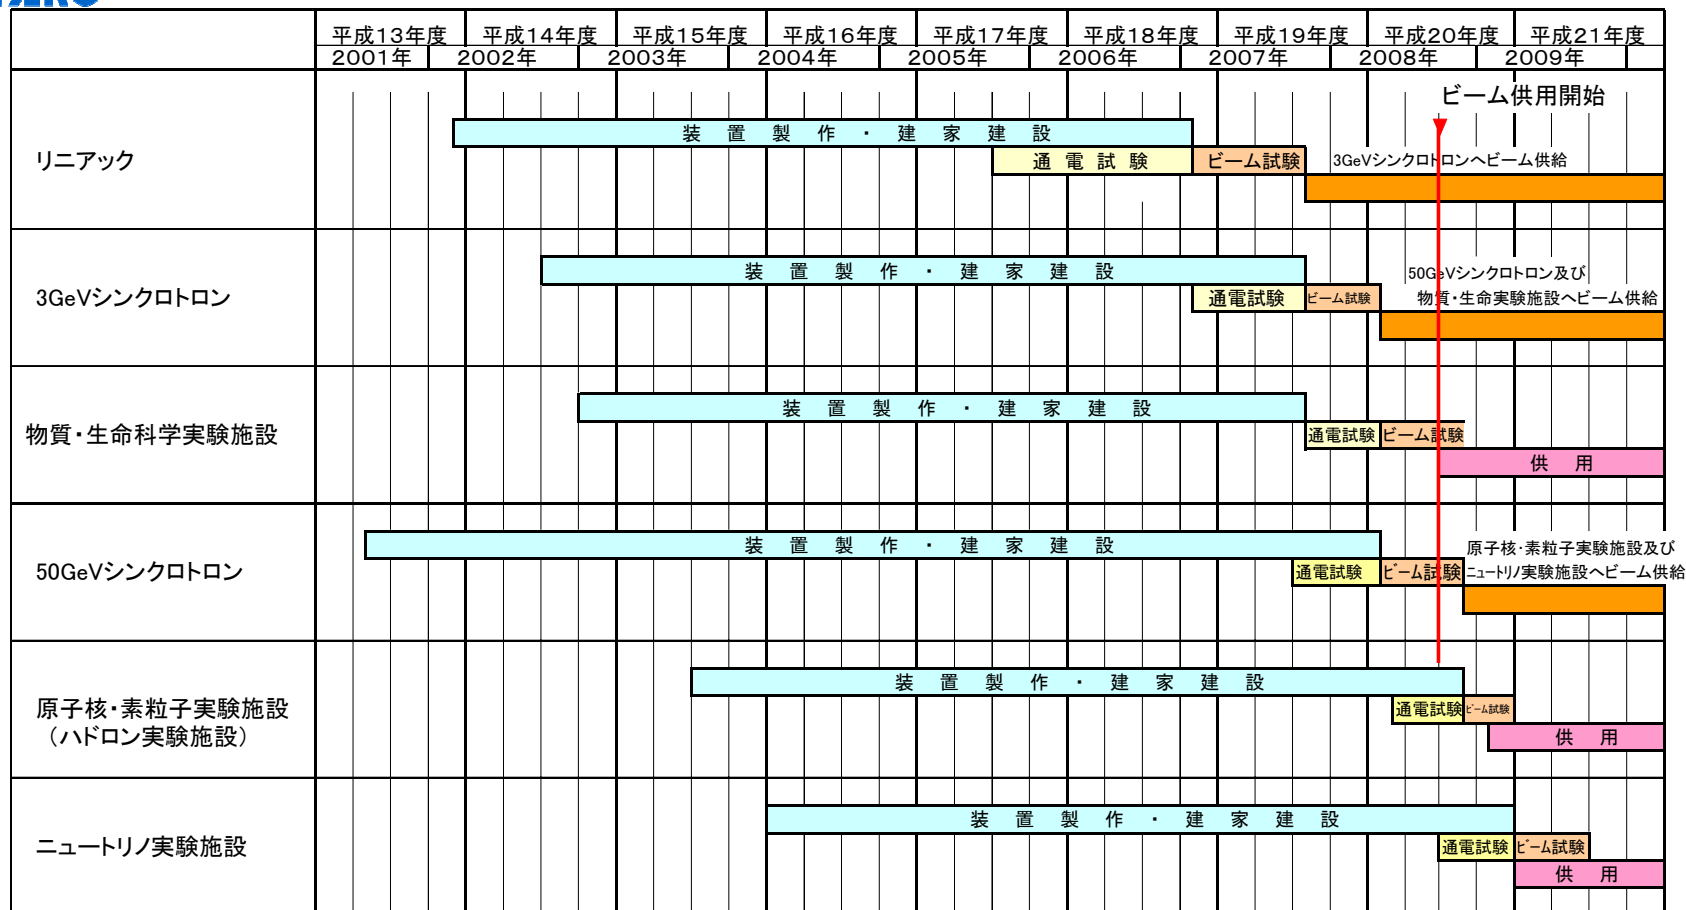 平成13年度 平成14年度 平成15年度 平成16年度 平成17年度 平成18年度 平成19年度 平成20年度 平成21年度
2001年 2002年 2003年 2004年 2005年 2006年 2007年 2008年 2009年
ビーム供用開始
装置製作・建家建設
リニアック
通電試験 ビーム試験 3GeVシンクロトロンへビーム供給
装置製作・建家建設
50GeVシンクロトロン及び
3GeVシンクロトロン
通電試験 ビーム試験 物質・生命実験施設へビーム供給
装置製作・建家建設
物質・生命科学実験施設
通電試験 ビーム試験
供用
装置製作・建家建設
原子核・素粒子実験施設及び
50GeVシンクロトロン
通電試験 ビーム試験 ニュートリノ実験施設へビーム供給
装置製作・建家建設
原子核・素粒子実験施設
通電試験 ビーム試験
（ハドロン実験施設）
供用
装置製作・建家建設
ニュートリノ実験施設
通電試験 ビーム試験
供用